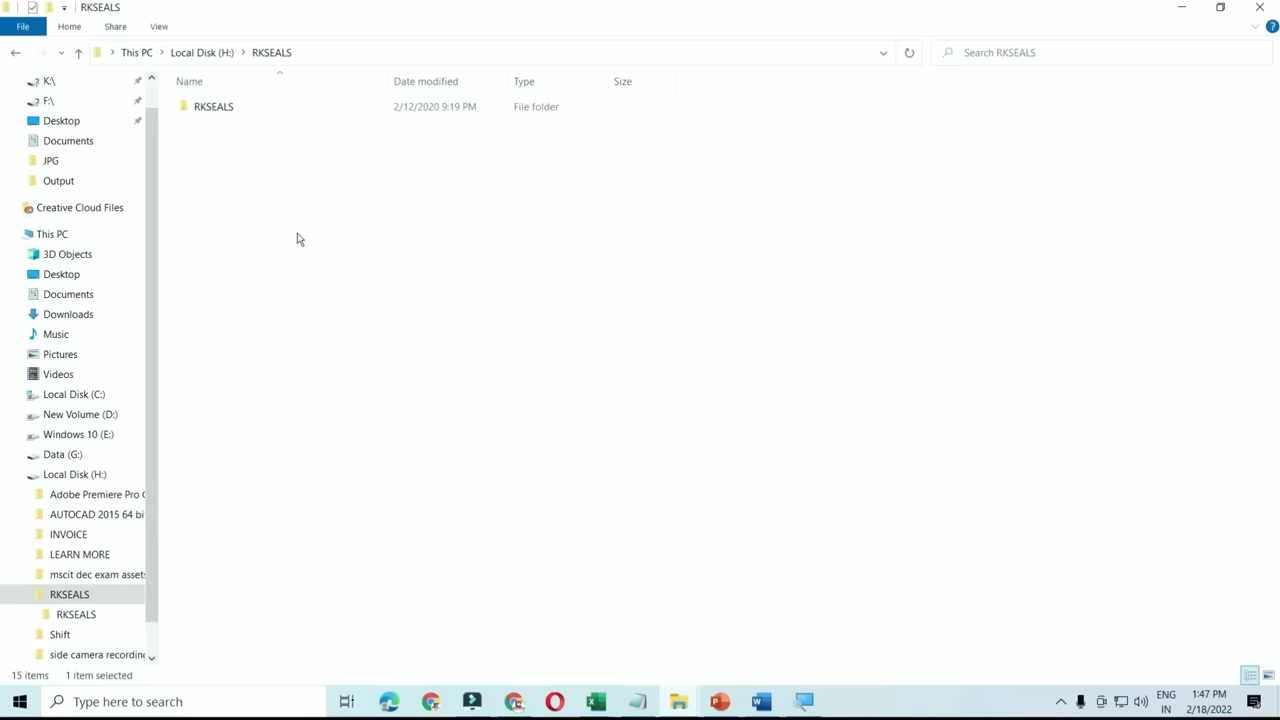 RKSEALS
File Home Share View
This PC Local Disk (H:) RKSEALS Search RKSEALS
Name Date modified Type Size
RKSEALS 2/12/2020 9:19 PM File folder
K:\
F:\
Desktop
Documents
JPG
Output
Creative Cloud Files
This PC
3D Objects
Desktop
Documents
Downloads
Music
Pictures
Videos
Local Disk (C:)
New Volume (D:)
Windows 10 (E:)
Data (G:)
Local Disk (H:)
Adobe Premiere Pro
AUTOCAD 2015 64 bi
INVOICE
LEARN MORE
mscit dec exam assets
RKSEALS
RKSEALS
Shift
side camera recording
15 items 1 item selected
Type here to search
ENG 1:47 PM
IN 2/18/2022